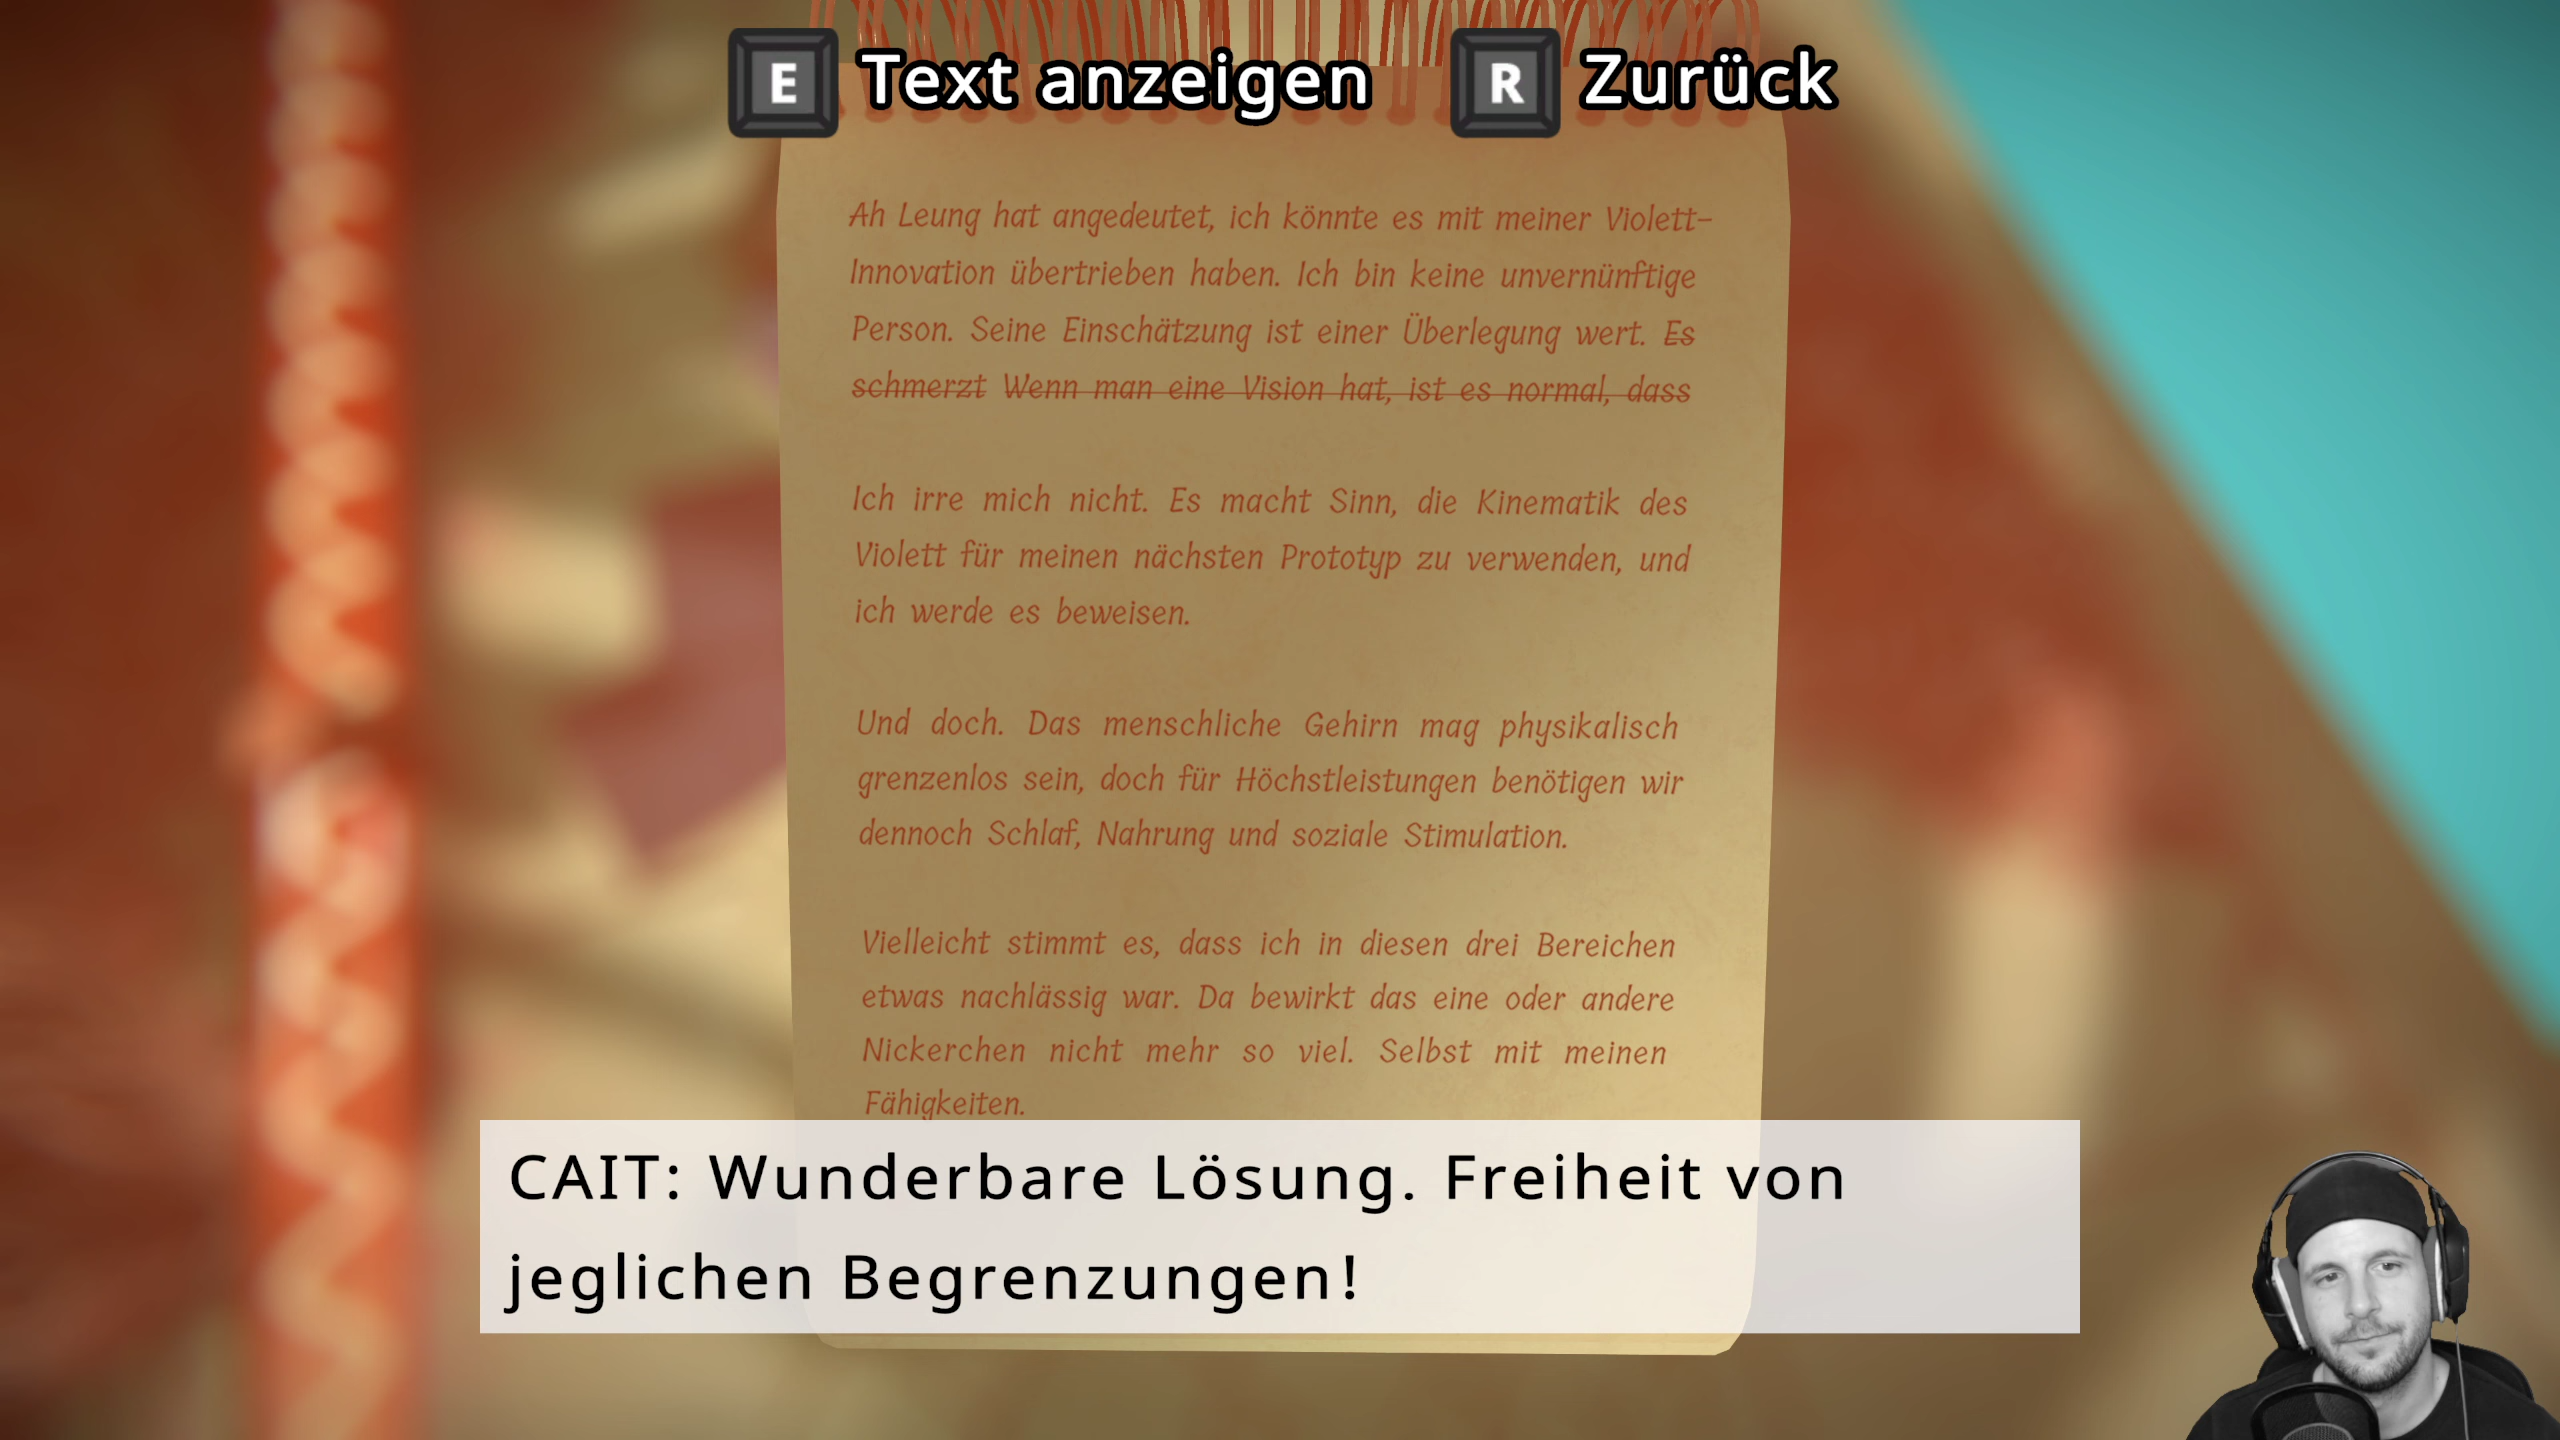 E Text anzeigen R Zurück
Ah Leung hat angedeutet, ich könnte es mit meiner Violett-
Innovation übertrieben haben. Ich bin keine unvernünftige
Person. Seine Einschätzung ist einer Überlegung wert. Es
schmerzt Wenn man eine Vision hat, ist es normal, dass
Ich irre mich nicht. Es macht Sinn, die Kinematik des
Violett für meinen nächsten Prototyp zu verwenden, und
ich werde es beweisen.
Und doch. Das menschliche Gehirn mag physikalisch
grenzenlos sein, doch für Höchstleistungen benötigen wir
dennoch Schlaf, Nahrung und soziale Stimulation.
Vielleicht stimmt es, dass ich in diesen drei Bereichen
etwas nachlässig war. Da bewirkt das eine oder andere
Nickerchen nicht mehr so viel. Selbst mit meinen
Fähigkeiten.
CAIT: Wunderbare Lösung. Freiheit von
jeglichen Begrenzungen!